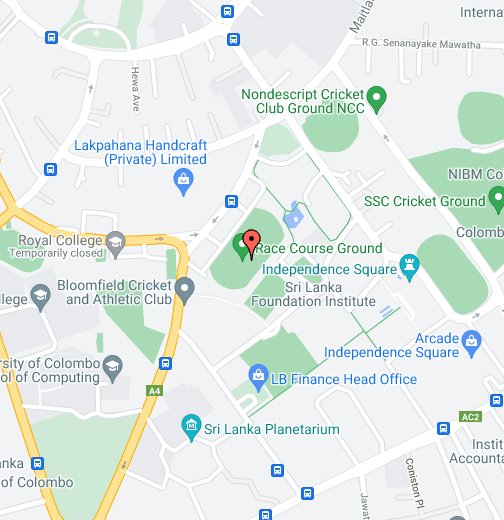 Maitla
Interna
R.G. Senanayake Mawatha
Hewa Ave
Nondescript Cricket
Club Ground NCC
Lakpahana Handcraft
(Private) Limited
NIBM Co
SSC Cricket Ground
Royal College
Temporarily closed
Colomb
Race Course Ground
Independence Square
Bloomfield Cricket
and Athletic Club
llege
Sri Lanka
Foundation Institute
Arcade
Independence Square
rsity of Colombo
ol of Computing
LB Finance Head Office
A4
AC2
Sri Lanka Planetarium
Instit
Accounta
nka
of Colombo
Coniston Pl
Jawat